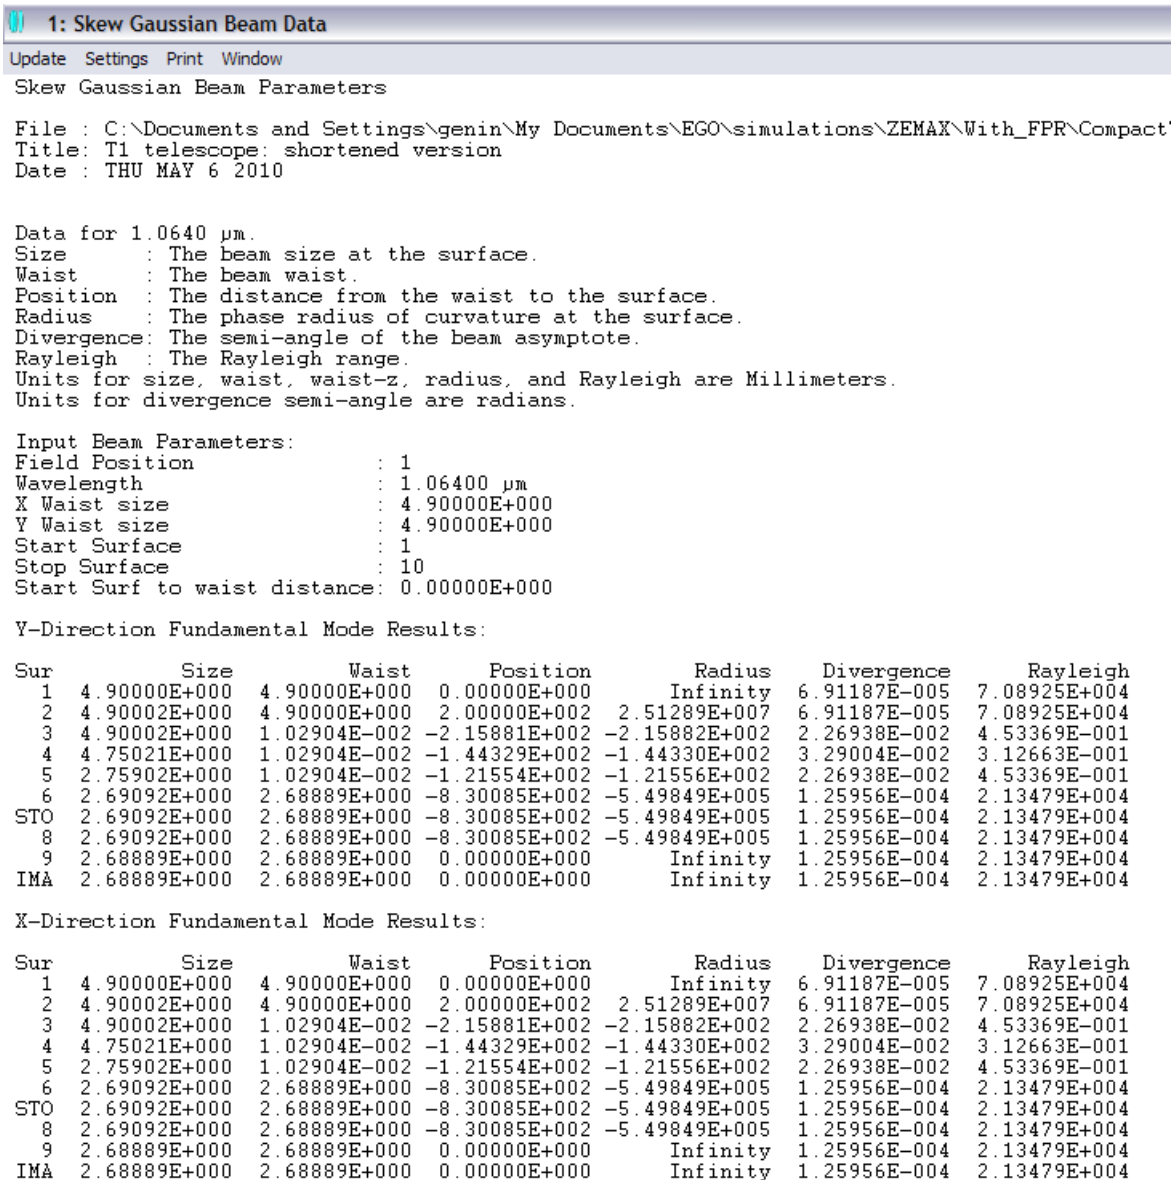 1: Skew Gaussian Beam Data
Update Settings Print Window
Skew Gaussian Beam Parameters
File : C:\Documents and Settings\genin\My Documents\EGO\simulations\ZEMAX\With_FPR\Compact
Title: T1 telescope: shortened version
Date : THU MAY 6 2010
Data for 1.0640 µm.
Size : The beam size at the surface.
Waist : The beam waist.
Position : The distance from the waist to the surface.
Radius : The phase radius of curvature at the surface.
Divergence: The semi-angle of the beam asymptote.
Rayleigh : The Rayleigh range.
Units for size, waist, waist-z, radius, and Rayleigh are Millimeters.
Units for divergence semi-angle are radians.
Input Beam Parameters:
Field Position : 1
Wavelength : 1.06400 µm
X Waist size : 4.90000E+000
Y Waist size : 4.90000E+000
Start Surface : 1
Stop Surface : 10
Start Surf to waist distance: 0.00000E+000
Y-Direction Fundamental Mode Results:
Sur Size Waist Position Radius Divergence Rayleigh
1 4.90000E+000 4.90000E+000 0.00000E+000 Infinity 6.91187E-005 7.08925E+004
2 4.90002E+000 4.90000E+000 2.00000E+002 2.51289E+007 6.91187E-005 7.08925E+004
3 4.90002E+000 1.02904E-002 -2.15881E+002 -2.15882E+002 2.26938E-002 4.53369E-001
4 4.75021E+000 1.02904E-002 -1.44329E+002 -1.44330E+002 3.29004E-002 3.12663E-001
5 2.75902E+000 1.02904E-002 -1.21554E+002 -1.21556E+002 2.26938E-002 4.53369E-001
6 2.69092E+000 2.68889E+000 -8.30085E+002 -5.49849E+005 1.25956E-004 2.13479E+004
STO 2.69092E+000 2.68889E+000 -8.30085E+002 -5.49849E+005 1.25956E-004 2.13479E+004
8 2.69092E+000 2.68889E+000 -8.30085E+002 -5.49849E+005 1.25956E-004 2.13479E+004
9 2.68889E+000 2.68889E+000 0.00000E+000 Infinity 1.25956E-004 2.13479E+004
IMA 2.68889E+000 2.68889E+000 0.00000E+000 Infinity 1.25956E-004 2.13479E+004
X-Direction Fundamental Mode Results:
Sur Size Waist Position Radius Divergence Rayleigh
1 4.90000E+000 4.90000E+000 0.00000E+000 Infinity 6.91187E-005 7.08925E+004
2 4.90002E+000 4.90000E+000 2.00000E+002 2.51289E+007 6.91187E-005 7.08925E+004
3 4.90002E+000 1.02904E-002 -2.15881E+002 -2.15882E+002 2.26938E-002 4.53369E-001
4 4.75021E+000 1.02904E-002 -1.44329E+002 -1.44330E+002 3.29004E-002 3.12663E-001
5 2.75902E+000 1.02904E-002 -1.21554E+002 -1.21556E+002 2.26938E-002 4.53369E-001
6 2.69092E+000 2.68889E+000 -8.30085E+002 -5.49849E+005 1.25956E-004 2.13479E+004
STO 2.69092E+000 2.68889E+000 -8.30085E+002 -5.49849E+005 1.25956E-004 2.13479E+004
8 2.69092E+000 2.68889E+000 -8.30085E+002 -5.49849E+005 1.25956E-004 2.13479E+004
9 2.68889E+000 2.68889E+000 0.00000E+000 Infinity 1.25956E-004 2.13479E+004
IMA 2.68889E+000 2.68889E+000 0.00000E+000 Infinity 1.25956E-004 2.13479E+004